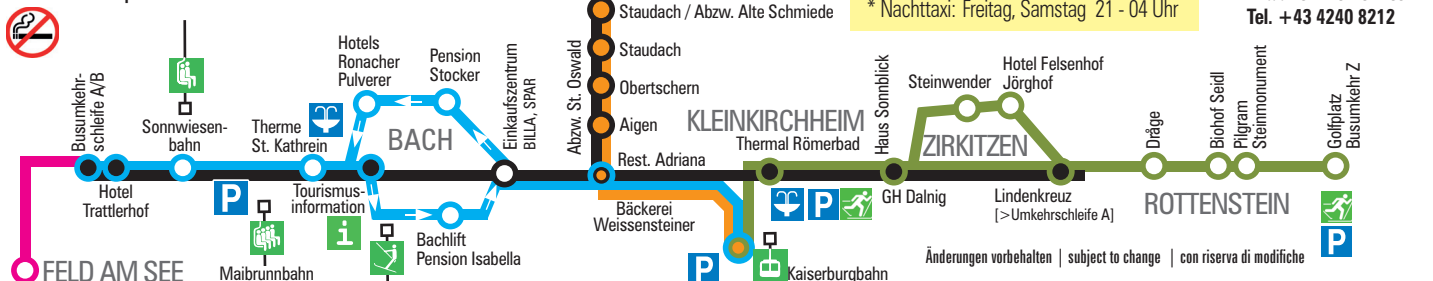 Staudach / Abzw. Alte Schmiede
* Nachttaxi: Freitag, Samstag 21 - 04 Uhr
Tel. +43 4240 8212
Hotels
Ronacher
Pulverer
Pension
Stocker
Einkaufszentrum
BILLA, SPAR
Abzw. St. Oswald
Staudach
Obertschern
Aigen
Rest. Adriana
Busumkehr-
schleife A/B
Sonnwiesen-
bahn
Therme
St. Kathrein
BACH
KLEINKIRCHHEIM
Thermal Römerbad
Haus Sonnblick
Steinwender
Hotel Felsenhof
Jörghof
ZIRKITZEN
Dråge
Biohof Seidl
Pilgram
Steinmonument
Golfplatz
Busumkehr Z
Hotel
Trattlerhof
P
Tourismus-
information
i
Bachlift
Pension Isabella
Bäckerei
Weissensteiner
P
GH Dalnig
Lindenkreuz
[>Umkehrschleife A]
ROTTENSTEIN
P
FELD AM SEE
Maibrunnbahn
P
Kaiserburgbahn
Änderungen vorbehalten | subject to change | con riserva di modifiche